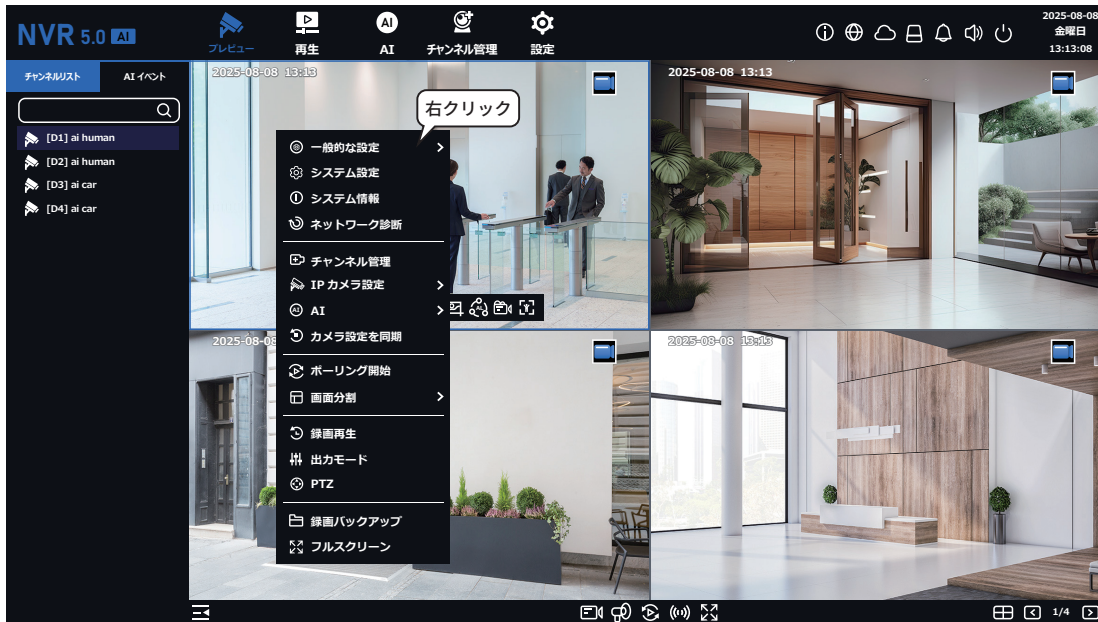 NVR 5.0 AI
プレビュー
再生
AI
AI
チャンネル管理
設定
2025-08-08
金曜日
13:13:08
チャンネルリスト
AI イベント
[D1] ai human
[D2] ai human
[D3] ai car
[D4] ai car
2025-08-08 13:13
2025-08-08 13:13
右クリック
一般的な設定
システム設定
システム情報
ネットワーク診断
チャンネル管理
IP カメラ設定
AI
AI
カメラ設定を同期
2025-08-08
2025-08-08 13:13
ポーリング開始
画面分割
録画再生
出力モード
PTZ
録画バックアップ
フルスクリーン
1/4